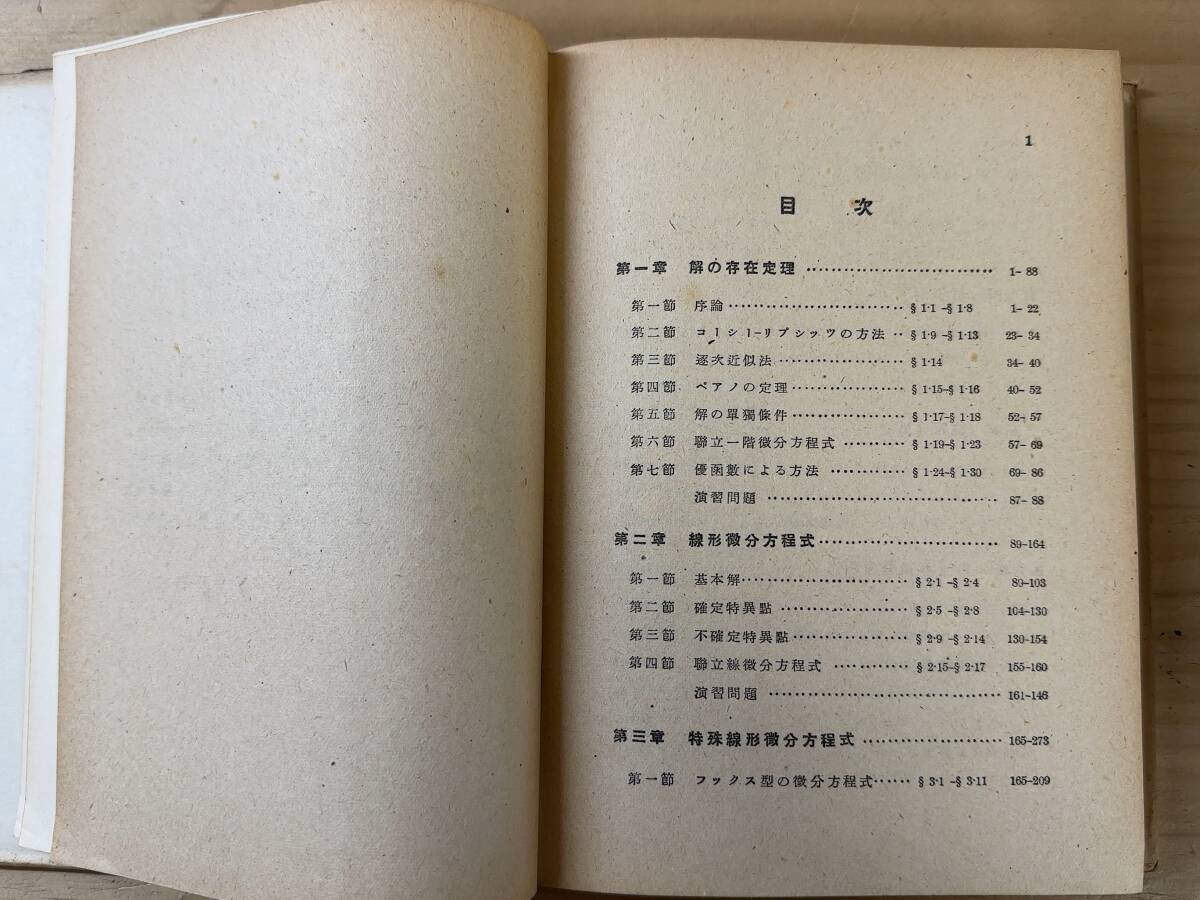 1
目次
第一章 解の存在定理 ································ 1-88
第一節 序論 ···························· §1·1-§1·8 1-22
第二節 コーシー-リプシッツの方法 ·· §1·9-§1·13 23-34
第三節 逐次近似法 ···················· §1·14 34-40
第四節 ペアノの定理 ·················· §1·15-§1·16 40-52
第五節 解の單獨條件 ·················· §1·17-§1·18 52-57
第六節 聯立一階微分方程式 ·········· §1·19-§1·23 57-69
第七節 優函數による方法 ············ §1·24-§1·30 69-86
演習問題 ····································· 87-88
第二章 線形微分方程式 ····························· 89-164
第一節 基本解 ·························· §2·1-§2·4 89-103
第二節 確定特異點 ···················· §2·5-§2·8 104-130
第三節 不確定特異點 ·················· §2·9-§2·14 130-154
第四節 聯立線微分方程式 ············ §2·15-§2·17 155-160
演習問題 ····································· 161-146
第三章 特殊線形微分方程式 ······················· 165-273
第一節 フックス型の微分方程式 ······ §3·1-§3·11 165-209